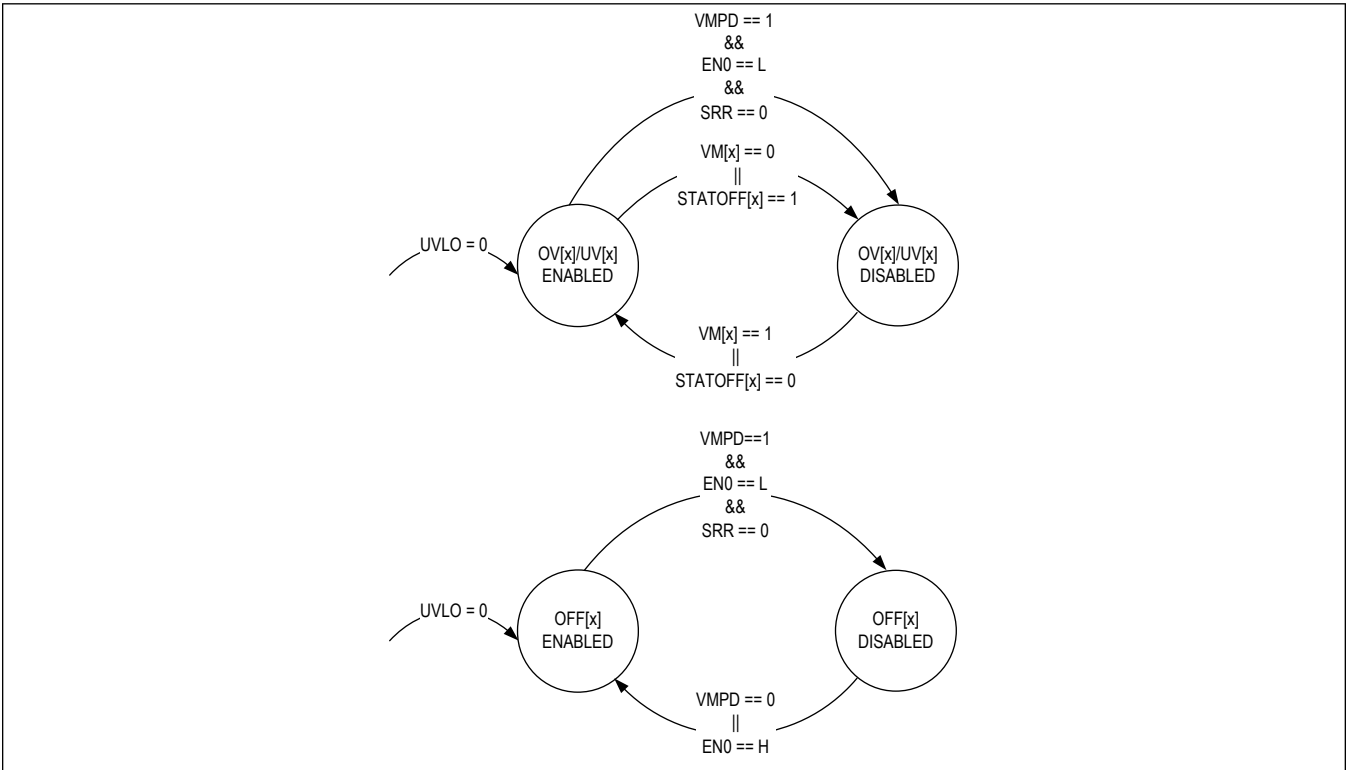 VMPD == 1
&&
EN0 == L
&&
SRR == 0
VM[x] == 0
||
STATOFF[x] == 1
UVLO = 0
OV[x]/UV[x]
ENABLED
OV[x]/UV[x]
DISABLED
VM[x] == 1
||
STATOFF[x] == 0
VMPD==1
&&
EN0 == L
&&
SRR == 0
UVLO = 0
OFF[x]
ENABLED
OFF[x]
DISABLED
VMPD == 0
||
EN0 == H